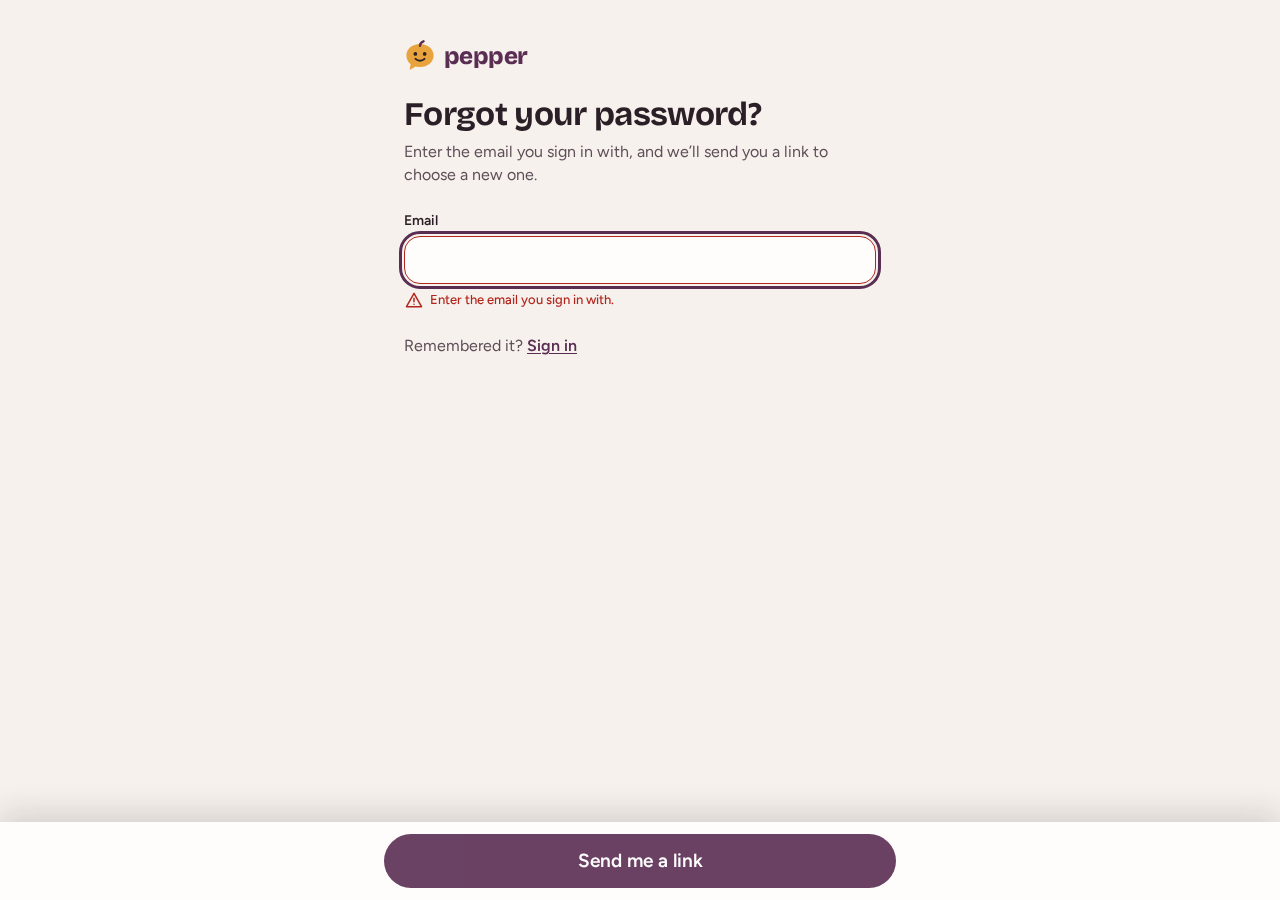 pepper
Forgot your password?
Enter the email you sign in with, and we’ll send you a link to
choose a new one.
Email
Enter the email you sign in with.
Remembered it? Sign in
Send me a link